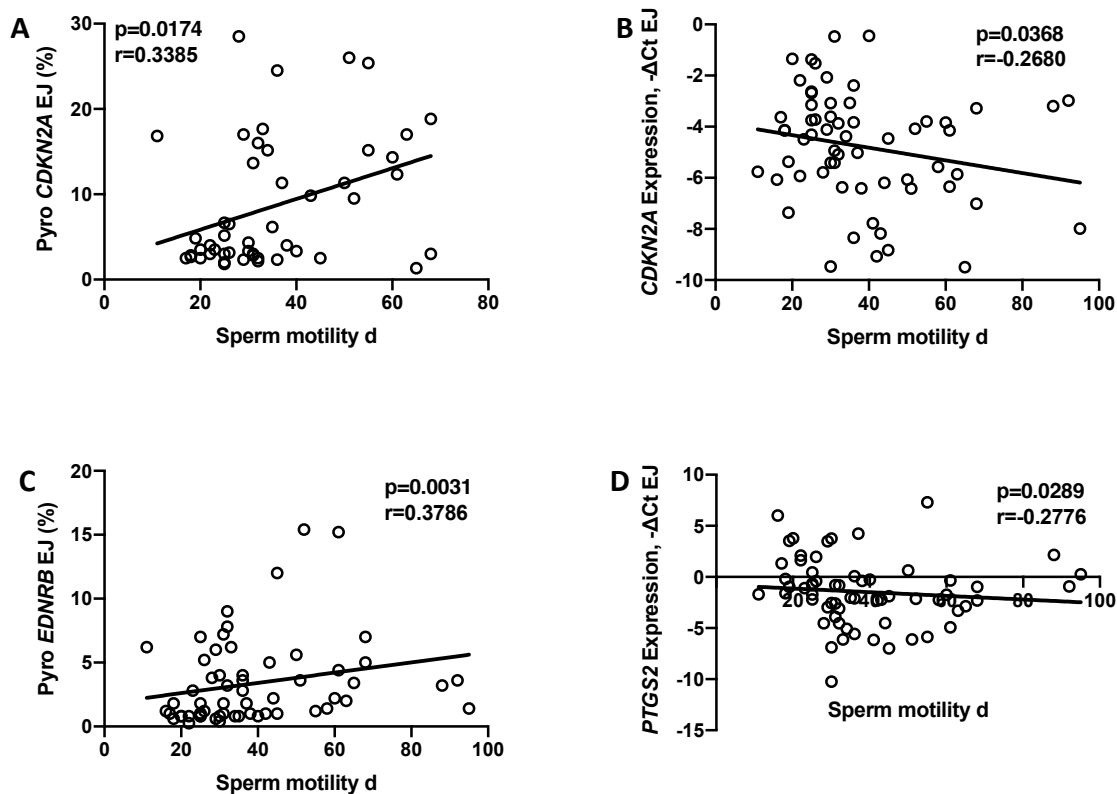 A
p=0.0174
r=0.3385
Pyro CDKN2A EJ (%)
30
20
10
0
0 20 40 60 80
Sperm motility d
B
p=0.0368
r=-0.2680
CDKN2A Expression, -ΔCt EJ
0
-2
-4
-6
-8
-10
0 20 40 60 80 100
Sperm motility d
C
p=0.0031
r=0.3786
Pyro EDNRB EJ (%)
20
15
10
5
0
0 20 40 60 80 100
Sperm motility d
D
p=0.0289
r=-0.2776
PTGS2 Expression, -ΔCt EJ
10
5
0
-5
-10
-15
20 40 60 80 100
Sperm motility d